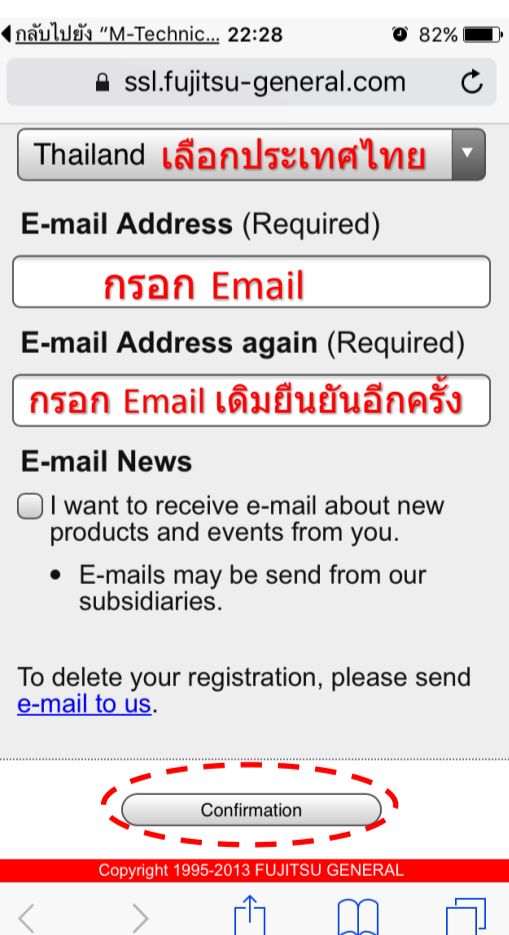 กลับไปยัง “M-Technic... 22:28 82%
ssl.fujitsu-general.com
Thailand เลือกประเทศไทย
E-mail Address (Required)
กรอก Email
E-mail Address again (Required)
กรอก Email เดิมยืนยันอีกครั้ง
E-mail News
I want to receive e-mail about new
products and events from you.
• E-mails may be send from our
subsidiaries.
To delete your registration, please send
e-mail to us.
Confirmation
Copyright 1995-2013 FUJITSU GENERAL